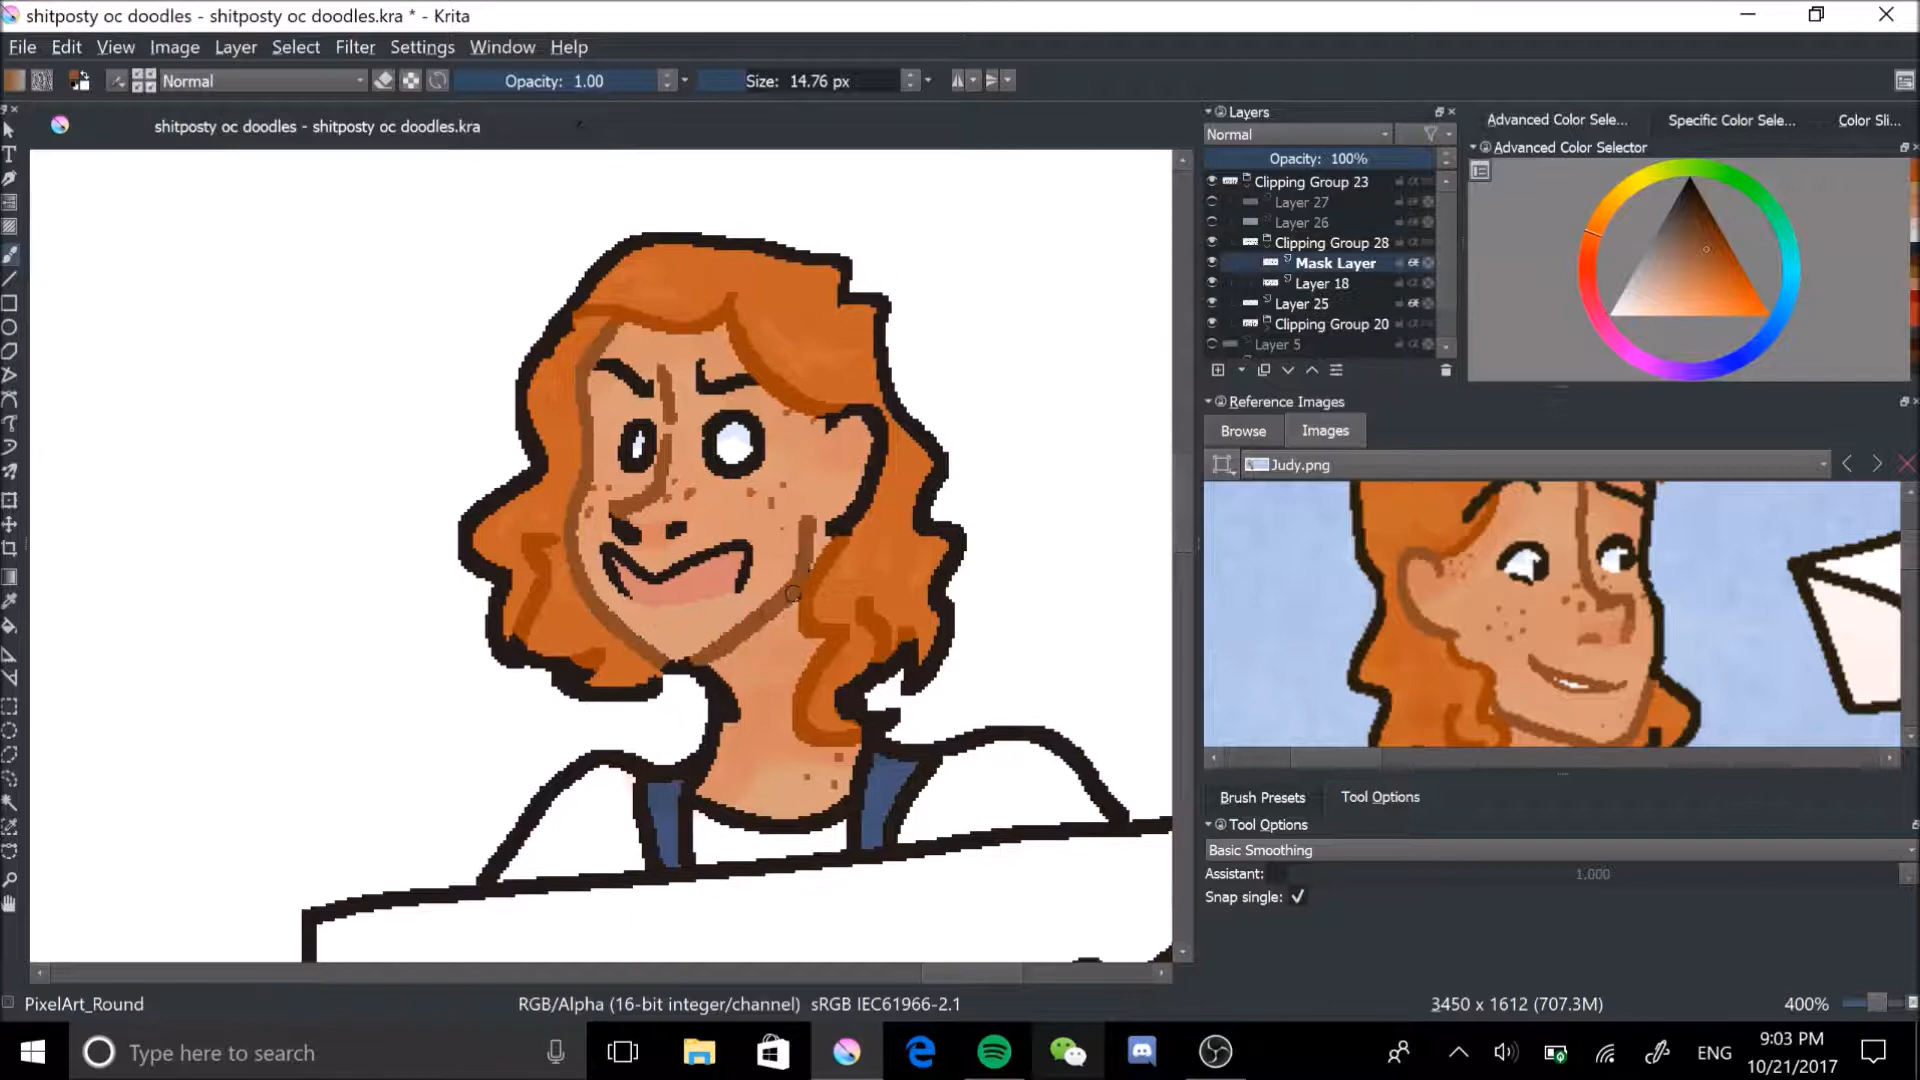 shitposty oc doodles - shitposty oc doodles.kra * - Krita
File Edit View Image Layer Select Filter Settings Window Help
Normal Opacity: 1.00 Size: 14.76 px
shitposty oc doodles - shitposty oc doodles.kra
Layers
Normal
Opacity: 100%
Clipping Group 23
Layer 27
Layer 26
Clipping Group 28
Mask Layer
Layer 18
Layer 25
Clipping Group 20
Layer 5
Advanced Color Sele... Specific Color Sele... Color Sli...
Advanced Color Selector
Reference Images
Browse Images
Judy.png
Brush Presets Tool Options
Tool Options
Basic Smoothing
Assistant: 1.000
Snap single:
PixelArt_Round RGB/Alpha (16-bit integer/channel) sRGB IEC61966-2.1 3450 x 1612 (707.3M) 400%
Type here to search
ENG
9:03 PM
10/21/2017